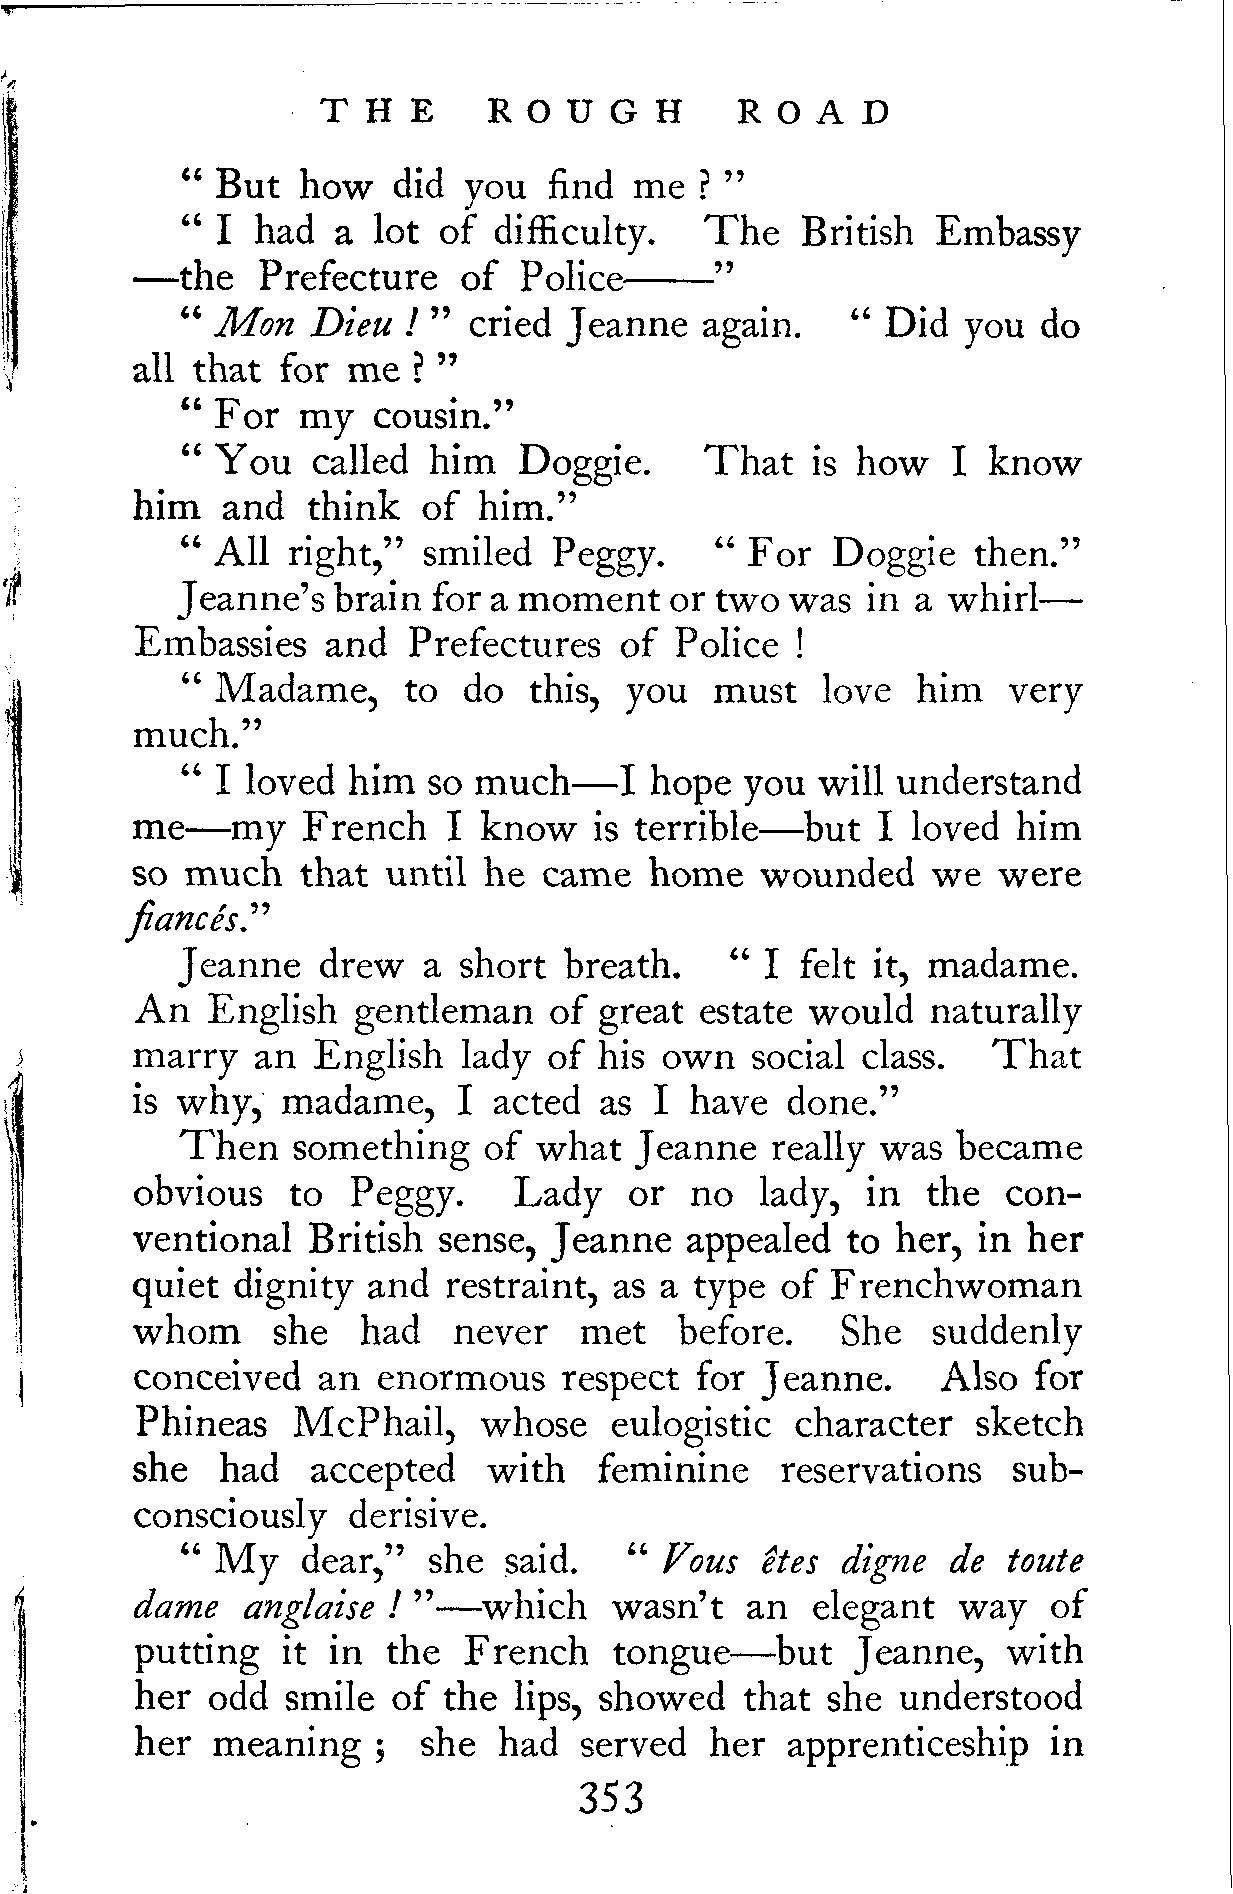 THE ROUGH ROAD
“ But how did you find me ? ”
“ I had a lot of difficulty. The British Embassy
—the Prefecture of Police——”
“ Mon Dieu ! ” cried Jeanne again. “ Did you do
all that for me ? ”
“ For my cousin.”
“ You called him Doggie. That is how I know
him and think of him.”
“ All right,” smiled Peggy. “ For Doggie then.”
Jeanne’s brain for a moment or two was in a whirl—
Embassies and Prefectures of Police !
“ Madame, to do this, you must love him very
much.”
“ I loved him so much—I hope you will understand
me—my French I know is terrible—but I loved him
so much that until he came home wounded we were
fiancés.”
Jeanne drew a short breath. “ I felt it, madame.
An English gentleman of great estate would naturally
marry an English lady of his own social class. That
is why, madame, I acted as I have done.”
Then something of what Jeanne really was became
obvious to Peggy. Lady or no lady, in the con-
ventional British sense, Jeanne appealed to her, in her
quiet dignity and restraint, as a type of Frenchwoman
whom she had never met before. She suddenly
conceived an enormous respect for Jeanne. Also for
Phineas McPhail, whose eulogistic character sketch
she had accepted with feminine reservations sub-
consciously derisive.
“ My dear,” she said. “ Vous êtes digne de toute
dame anglaise ! ”—which wasn’t an elegant way of
putting it in the French tongue—but Jeanne, with
her odd smile of the lips, showed that she understood
her meaning ; she had served her apprenticeship in
353